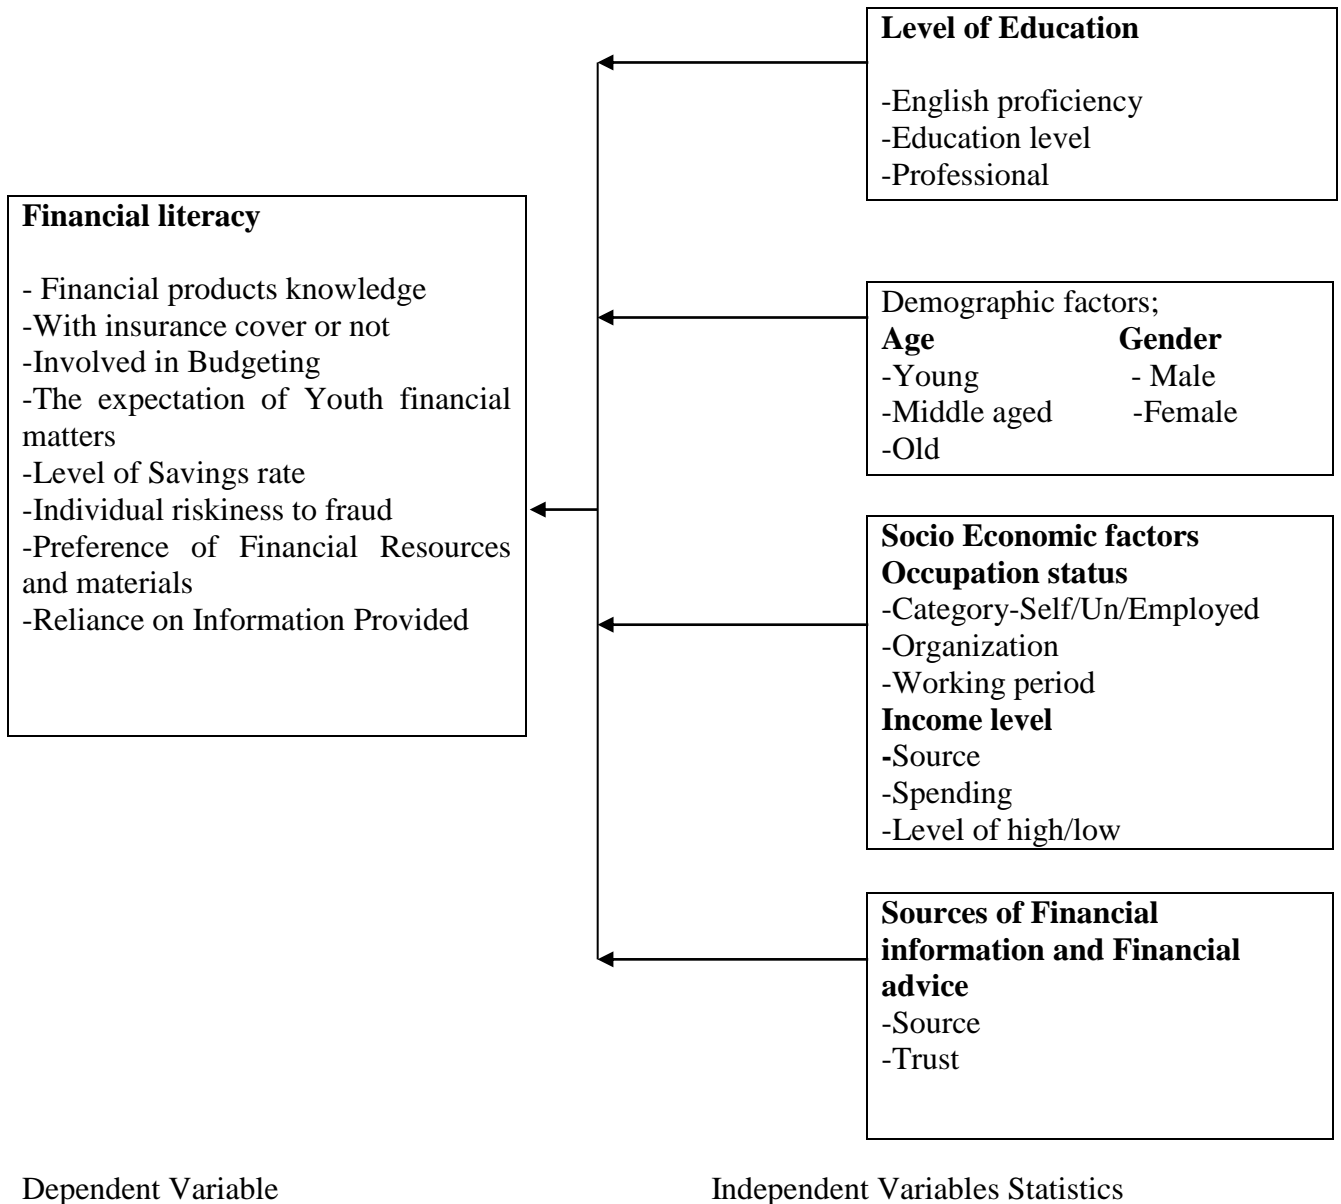 Level of Education
-English proficiency
-Education level
-Professional
Financial literacy
- Financial products knowledge
-With insurance cover or not
-Involved in Budgeting
-The expectation of Youth financial
matters
-Level of Savings rate
-Individual riskiness to fraud
-Preference of Financial Resources
and materials
-Reliance on Information Provided
Demographic factors;
Age Gender
-Young - Male
-Middle aged -Female
-Old
Socio Economic factors
Occupation status
-Category-Self/Un/Employed
-Organization
-Working period
Income level
-Source
-Spending
-Level of high/low
Sources of Financial
information and Financial
advice
-Source
-Trust
Dependent Variable Independent Variables Statistics